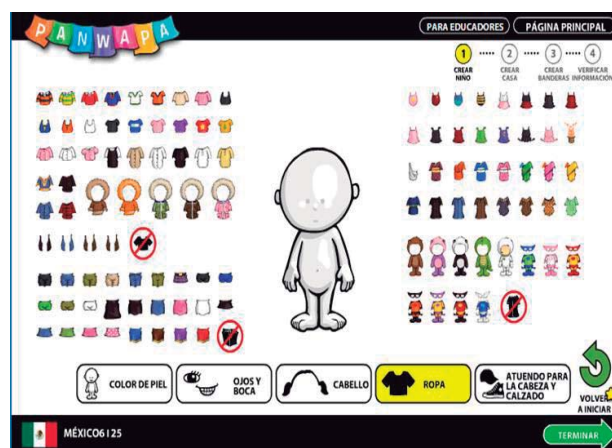 PANWAPA
PARA EDUCADORES
PÁGINA PRINCIPAL
1
2
3
4
CREAR
NIÑO
CREAR
CASA
CREAR
BANDERAS
VERIFICAR
INFORMACIÓN
COLOR DE PIEL
OJOS Y
BOCA
CABELLO
ROPA
ATUENDO PARA
LA CABEZA Y
CALZADO
VOLVER
A INICIAR
MÉXICO6125
TERMINAR